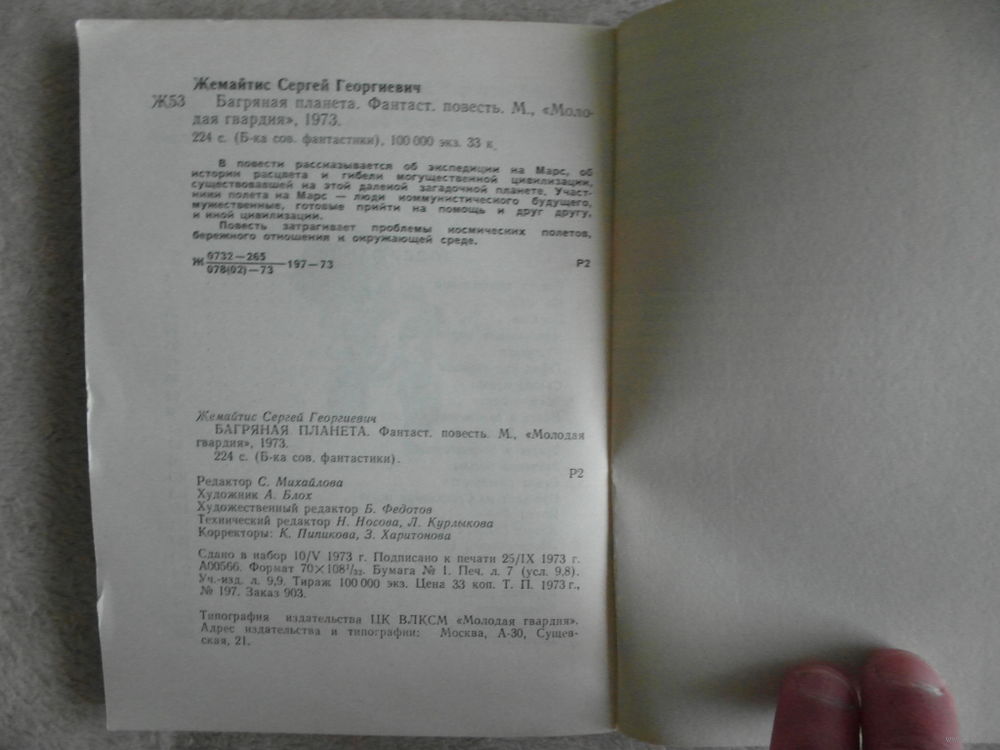 Жемайтис Сергей Георгиевич
Ж53 Багряная планета. Фантаст. повесть. М., «Моло-
дая гвардия», 1973.
224 с. (Б-ка сов. фантастики), 100 000 экз. 33 к.
В повести рассказывается об экспедиции на Марс, об
истории расцвета и гибели могущественной цивилизации,
существовавшей на этой далекой загадочной планете. Участ-
ники полета на Марс — люди коммунистического будущего,
мужественные, готовые прийти на помощь и друг другу,
и иной цивилизации.
Повесть затрагивает проблемы космических полетов,
бережного отношения к окружающей среде.
Ж 0732—265
078(02)—73 —197—73 Р2
Жемайтис Сергей Георгиевич
БАГРЯНАЯ ПЛАНЕТА. Фантаст. повесть. М., «Молодая
гвардия», 1973.
224 с. (Б-ка сов. фантастики).
Р2
Редактор С. Михайлова
Художник А. Блох
Художественный редактор Б. Федотов
Технический редактор Н. Носова, Л. Курлыкова
Корректоры: К. Пипикова, З. Харитонова
Сдано в набор 10/V 1973 г. Подписано к печати 25/IX 1973 г.
А00566. Формат 70×108¹/₃₂. Бумага № 1. Печ. л. 7 (усл. 9,8).
Уч.-изд. л. 9,9. Тираж 100 000 экз. Цена 33 коп. Т. П. 1973 г.,
№ 197. Заказ 903.
Типография издательства ЦК ВЛКСМ «Молодая гвардия».
Адрес издательства и типографии: Москва, А-30, Сущев-
ская, 21.